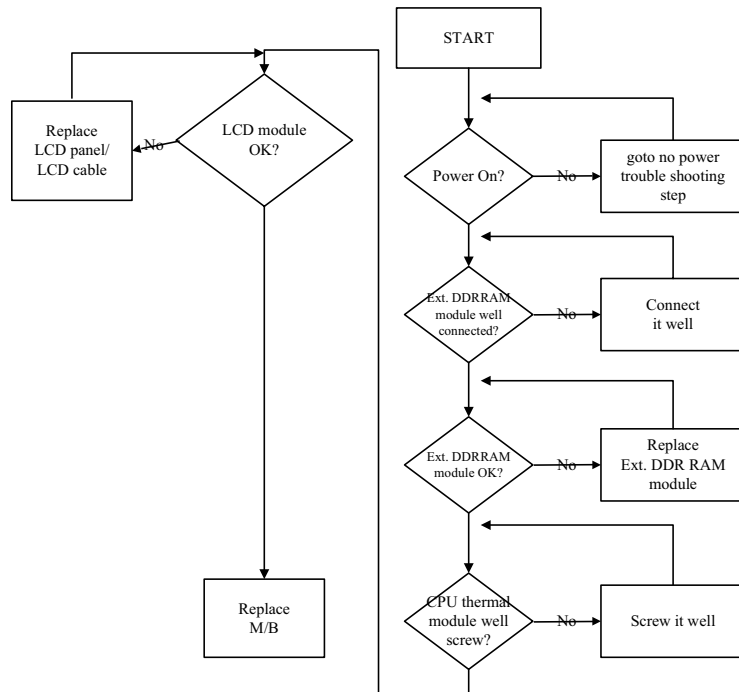 START
Power On?
No
goto no power
trouble shooting
step
Ext. DDRRAM
module well
connected?
No
Connect
it well
Ext. DDRRAM
module OK?
No
Replace
Ext. DDR RAM
module
CPU thermal
module well
screw?
No
Screw it well
LCD module
OK?
No
Replace
LCD panel/
LCD cable
Replace
M/B